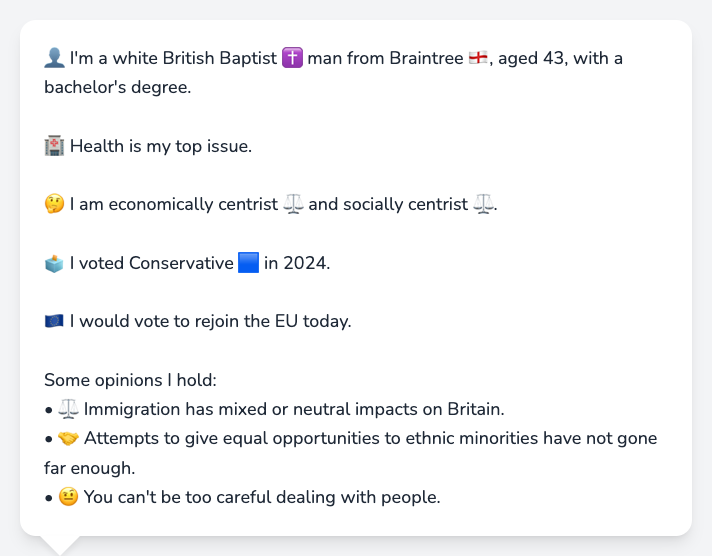 👤 I'm a white British Baptist ✝️ man from Braintree 🏴󠁧󠁢󠁥󠁮󠁧󠁿, aged 43, with a
bachelor's degree.
🏥 Health is my top issue.
🤔 I am economically centrist ⚖️ and socially centrist ⚖️.
🗳️ I voted Conservative 🟦 in 2024.
🇪🇺 I would vote to rejoin the EU today.
Some opinions I hold:
• ⚖️ Immigration has mixed or neutral impacts on Britain.
• 🤝 Attempts to give equal opportunities to ethnic minorities have not gone
far enough.
• 🤨 You can't be too careful dealing with people.